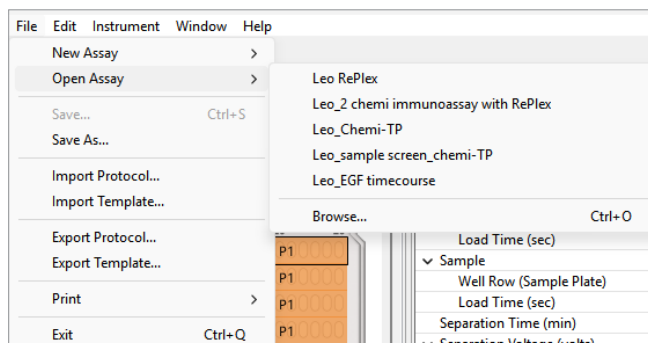 File Edit Instrument Window Help
New Assay
Open Assay
Leo RePlex
Leo_2 chemi immunoassay with RePlex
Leo_Chemi-TP
Leo_sample screen_chemi-TP
Leo_EGF timecourse
Browse... Ctrl+O
Save... Ctrl+S
Save As...
Import Protocol...
Import Template...
Export Protocol...
Export Template...
Print
Exit Ctrl+Q
P1
P1
P1
P1
Load Time (sec)
Sample
Well Row (Sample Plate)
Load Time (sec)
Separation Time (min)
Separation Voltage (volts)